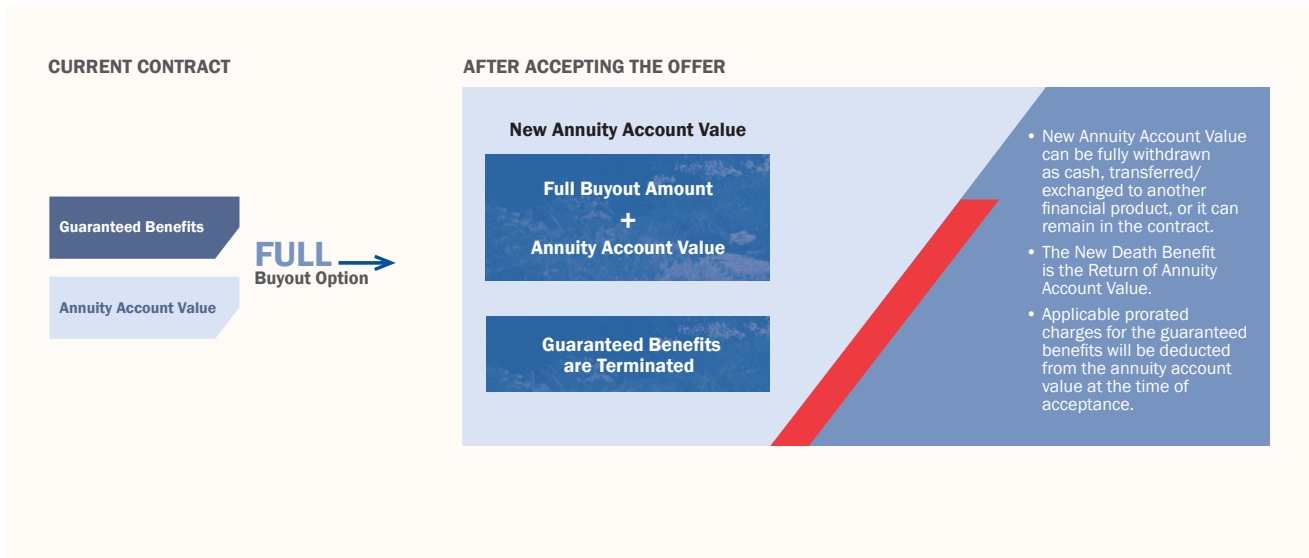 CURRENT CONTRACT
Guaranteed Benefits
Annuity Account Value
FULL
Buyout Option
AFTER ACCEPTING THE OFFER
New Annuity Account Value
Full Buyout Amount
+
Annuity Account Value
Guaranteed Benefits
are Terminated
• New Annuity Account Value
can be fully withdrawn
as cash, transferred/
exchanged to another
financial product, or it can
remain in the contract.
• The New Death Benefit
is the Return of Annuity
Account Value.
• Applicable prorated
charges for the guaranteed
benefits will be deducted
from the annuity account
value at the time of
acceptance.